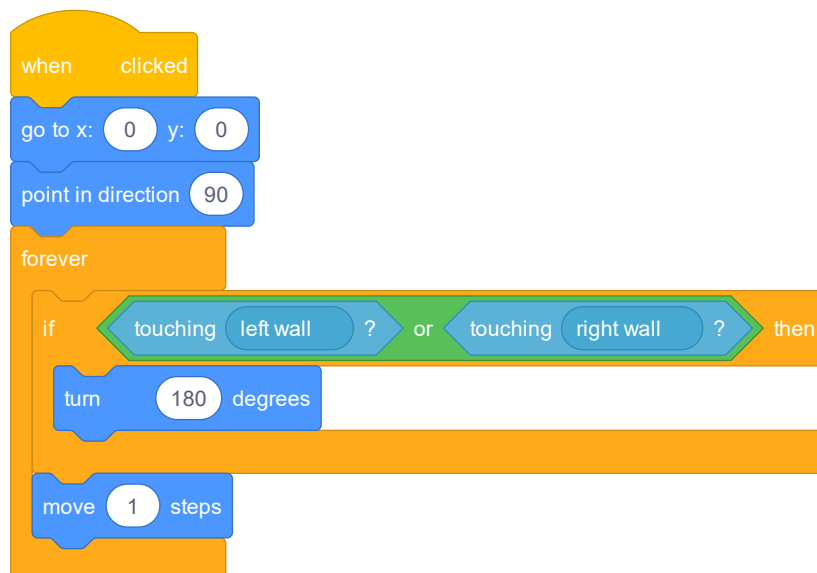 when clicked
go to x: 0 y: 0
point in direction 90
forever
if touching left wall ? or touching right wall ? then
turn 180 degrees
move 1 steps